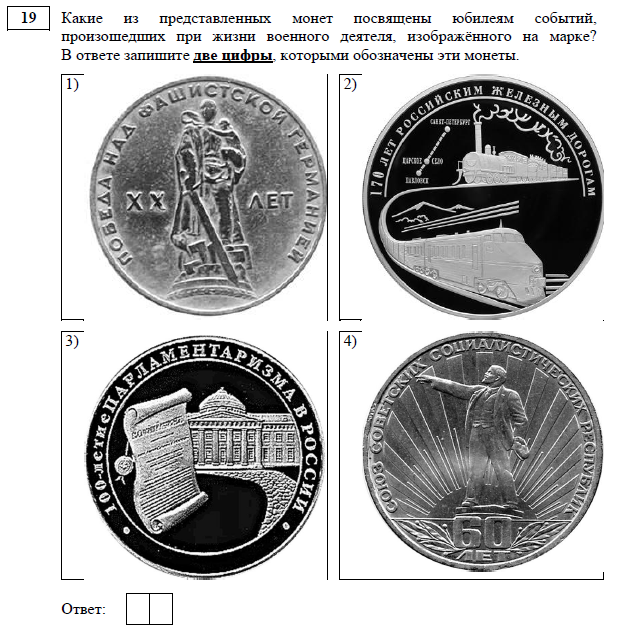 19
Какие из представленных монет посвящены юбилеям событий,
произошедших при жизни военного деятеля, изображённого на марке?
В ответе запишите две цифры, которыми обозначены эти монеты.
1)
ПОБЕДА НАД ФАШИСТСКОЙ ГЕРМАНИЕЙ
XX ЛЕТ
2)
170 ЛЕТ РОССИЙСКИМ ЖЕЛЕЗНЫМ ДОРОГАМ
САНКТ-ПЕТЕРБУРГ
ЦАРСКОЕ СЕЛО
ПАВЛОВСК
3)
100-летие ПАРЛАМЕНТАРИЗМА В РОССИИ
4)
СОЮЗ СОВЕТСКИХ СОЦИАЛИСТИЧЕСКИХ РЕСПУБЛИК
60
ЛЕТ
Ответ: